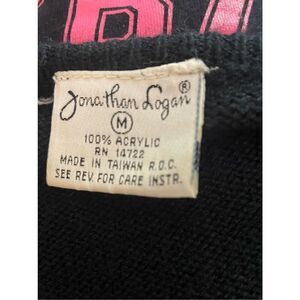 Jonathan Logan®
M
100% ACRYLIC
RN 14722
MADE IN TAIWAN R.O.C.
SEE REV. FOR CARE INSTR.